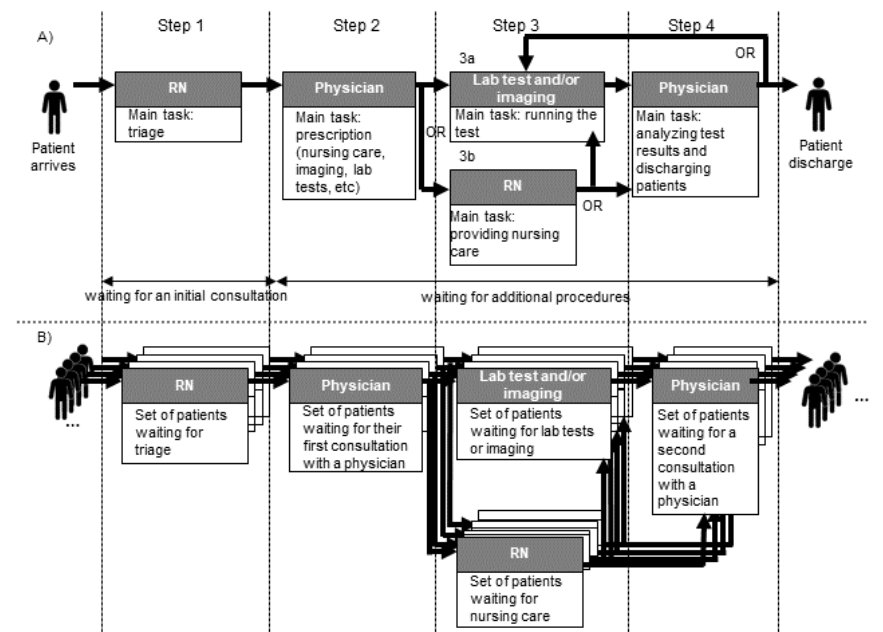 Step 1
Step 2
Step 3
Step 4
A)
OR
3a
RN
Physician
Lab test and/or
imaging
Physician
Main task:
triage
Main task:
prescription
(nursing care,
imaging, lab
tests, etc)
OR
Main task: running the
test
Main task:
analyzing test
results and
discharging
patients
Patient
arrives
Patient
discharge
3b
RN
OR
Main task:
providing nursing
care
waiting for an initial consultation
waiting for additional procedures
B)
RN
Physician
Lab test and/or
imaging
Physician
...
...
Set of patients
waiting for
triage
Set of patients
waiting for their
first consultation
with a physician
Set of patients
waiting for lab tests
or imaging
Set of patients
waiting for a
second
consultation
with a
physician
RN
Set of patients
waiting for
nursing care